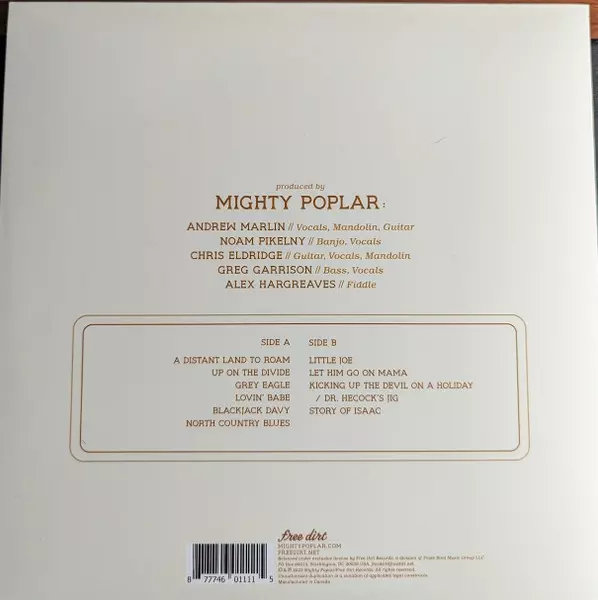 produced by
MIGHTY POPLAR:
ANDREW MARLIN // Vocals, Mandolin, Guitar
NOAM PIKELNY // Banjo, Vocals
CHRIS ELDRIDGE // Guitar, Vocals, Mandolin
GREG GARRISON // Bass, Vocals
ALEX HARGREAVES // Fiddle
SIDE A
A DISTANT LAND TO ROAM
UP ON THE DIVIDE
GREY EAGLE
LOVIN' BABE
BLACKJACK DAVY
NORTH COUNTRY BLUES
SIDE B
LITTLE JOE
LET HIM GO ON MAMA
KICKING UP THE DEVIL ON A HOLIDAY
/ DR. HECOCK'S JIG
STORY OF ISAAC
free dirt
MIGHTYPOPLAR.COM
FREEDIRT.NET
8 77746 01111 5